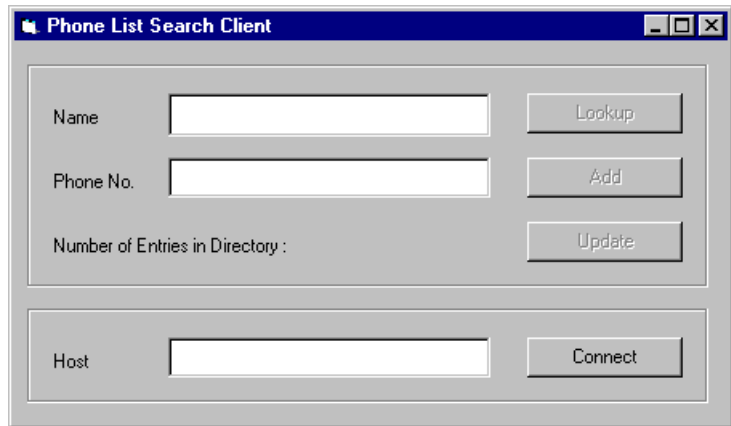 Phone List Search Client
Name
Lookup
Phone No.
Add
Number of Entries in Directory :
Update
Host
Connect